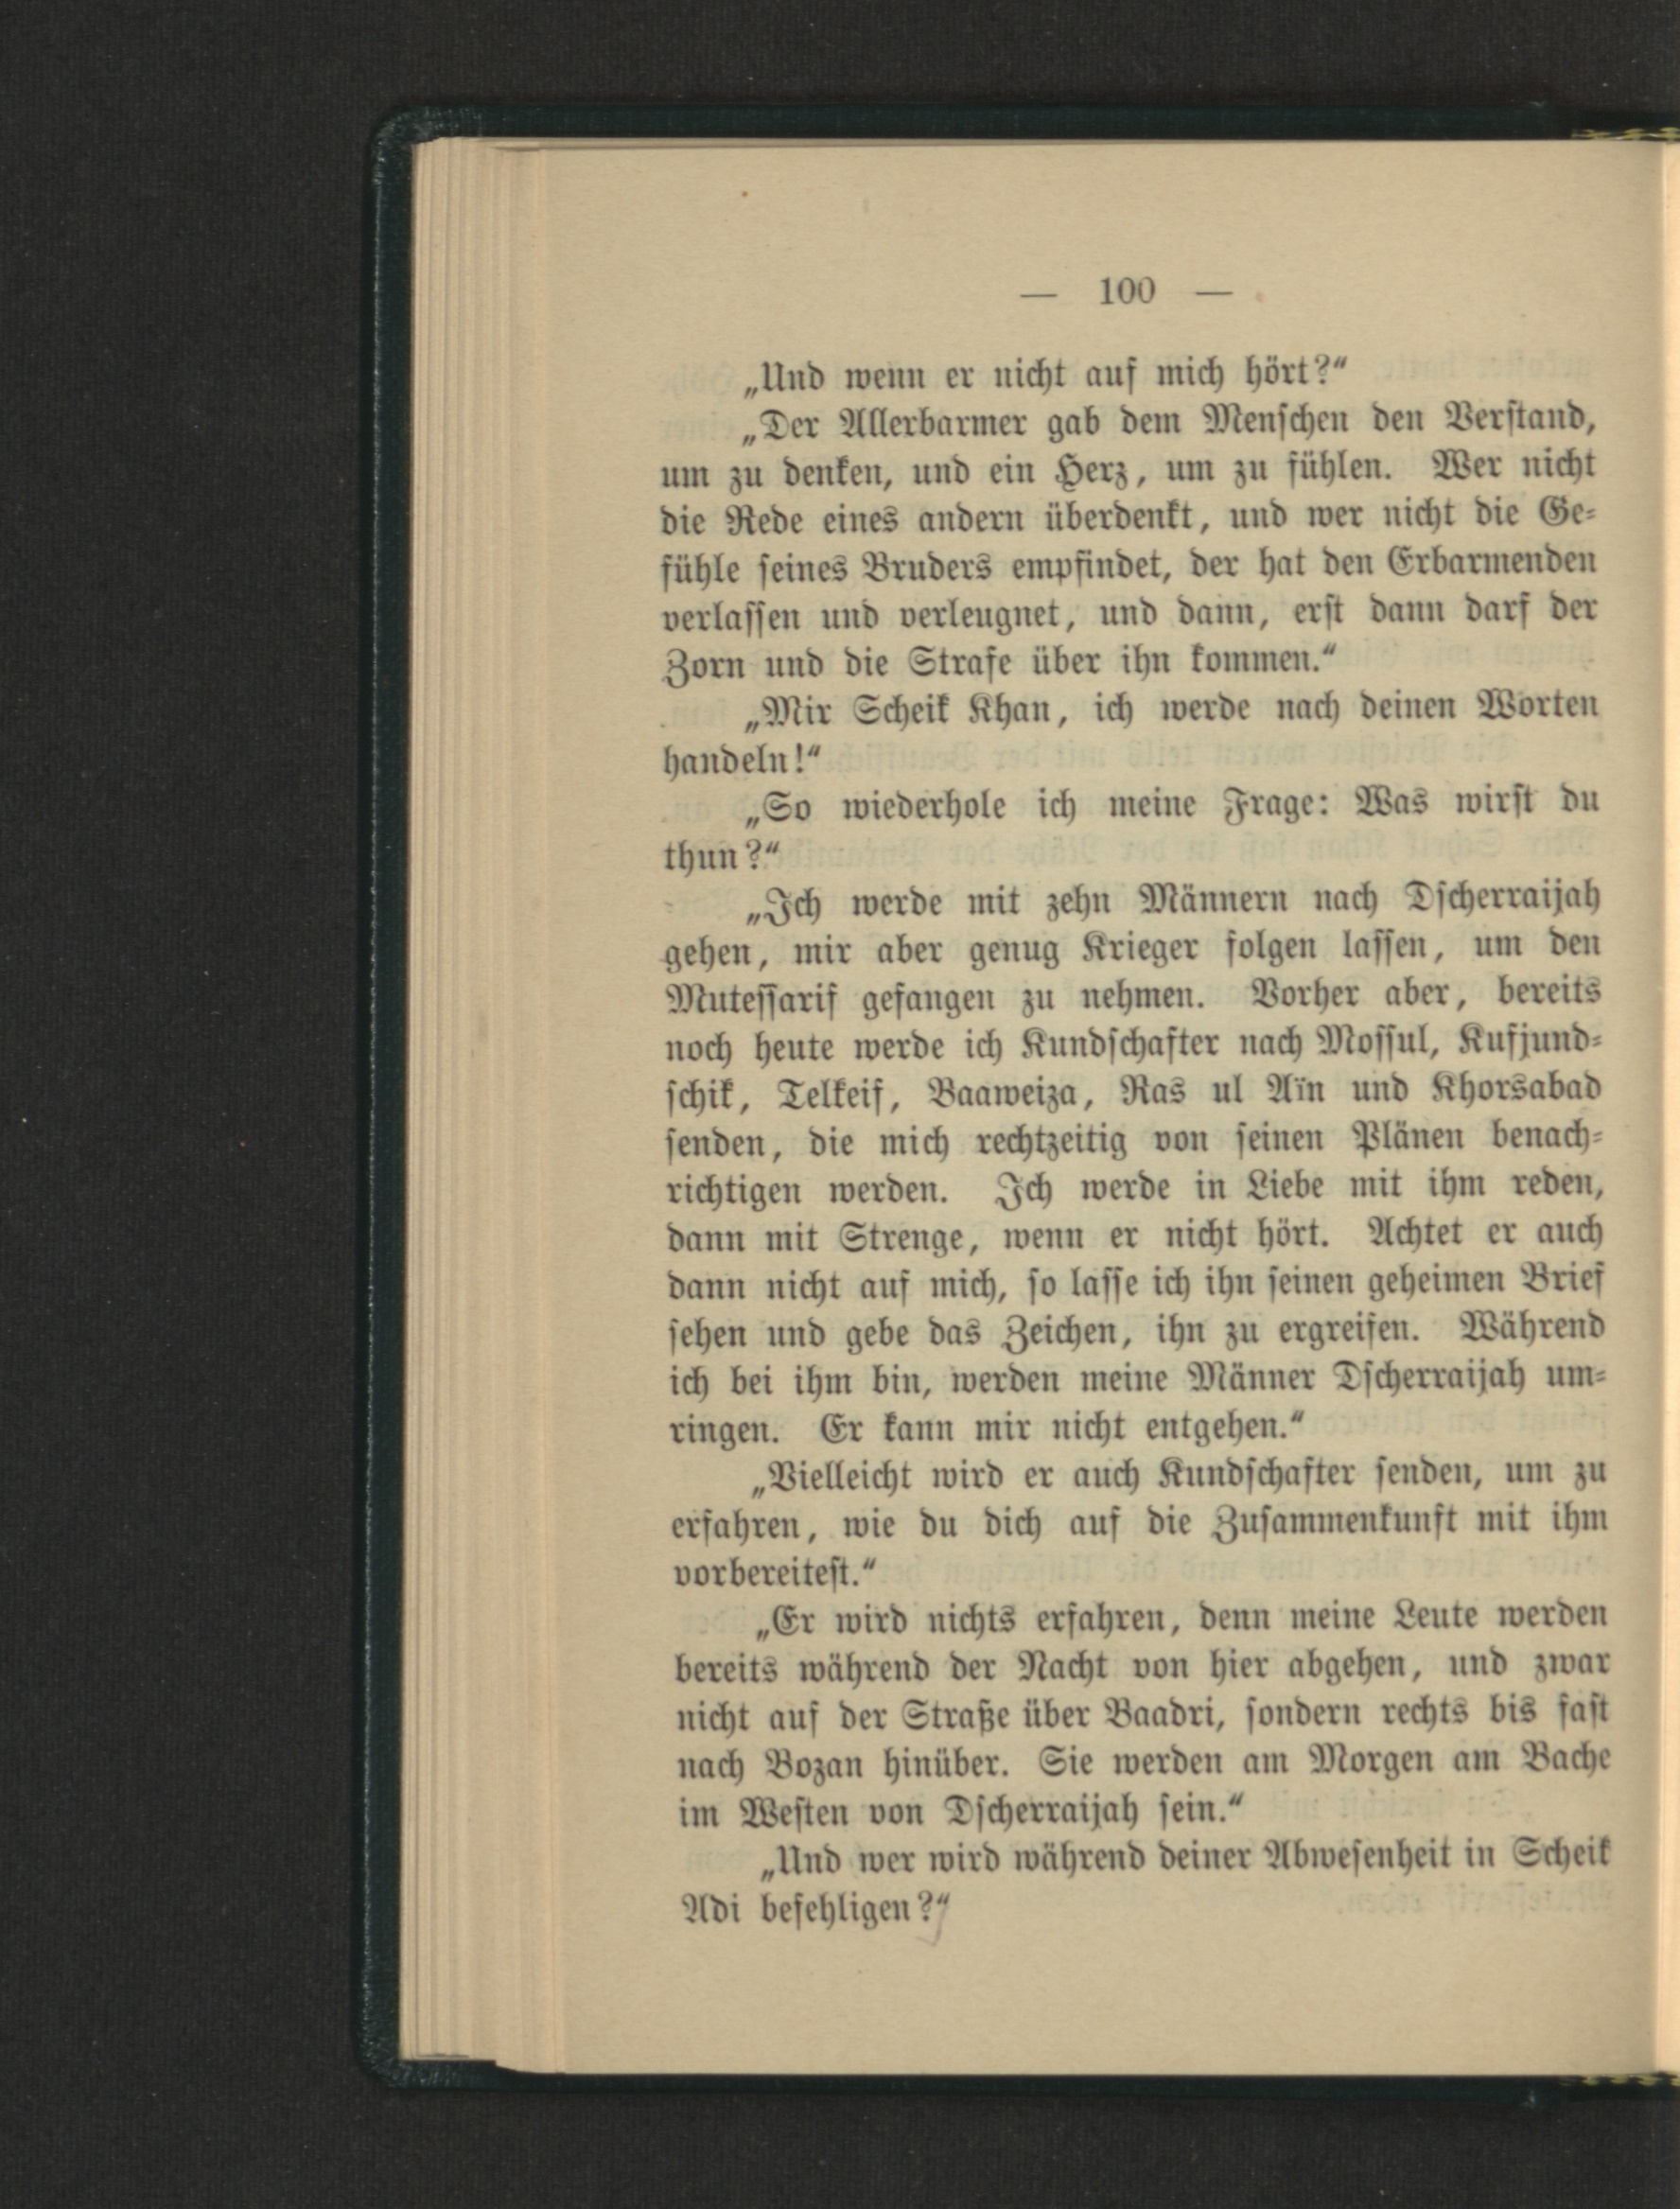 — 100 —
„Und wenn er nicht auf mich hört?“
„Der Allerbarmer gab dem Menſchen den Verſtand,
um zu denken, und ein Herz, um zu fühlen. Wer nicht
die Rede eines andern überdenkt, und wer nicht die Ge-
fühle ſeines Bruders empfindet, der hat den Erbarmenden
verlaſſen und verleugnet, und dann, erſt dann darf der
Zorn und die Strafe über ihn kommen.“
„Mir Scheik Khan, ich werde nach deinen Worten
handeln!“
„So wiederhole ich meine Frage: Was wirſt du
thun?“
„Ich werde mit zehn Männern nach Dſcherraijah
gehen, mir aber genug Krieger folgen laſſen, um den
Muteſſarif gefangen zu nehmen. Vorher aber, bereits
noch heute werde ich Kundſchafter nach Moſſul, Kufjund-
ſchik, Telkeif, Baaweiza, Ras ul Aïn und Khorsabad
ſenden, die mich rechtzeitig von ſeinen Plänen benach-
richtigen werden. Ich werde in Liebe mit ihm reden,
dann mit Strenge, wenn er nicht hört. Achtet er auch
dann nicht auf mich, ſo laſſe ich ihn ſeinen geheimen Brief
ſehen und gebe das Zeichen, ihn zu ergreifen. Während
ich bei ihm bin, werden meine Männer Dſcherraijah um-
ringen. Er kann mir nicht entgehen.“
„Vielleicht wird er auch Kundſchafter ſenden, um zu
erfahren, wie du dich auf die Zuſammenkunft mit ihm
vorbereiteſt.“
„Er wird nichts erfahren, denn meine Leute werden
bereits während der Nacht von hier abgehen, und zwar
nicht auf der Straße über Baadri, ſondern rechts bis faſt
nach Bozan hinüber. Sie werden am Morgen am Bache
im Weſten von Dſcherraijah ſein.“
„Und wer wird während deiner Abweſenheit in Scheik
Adi befehligen?“